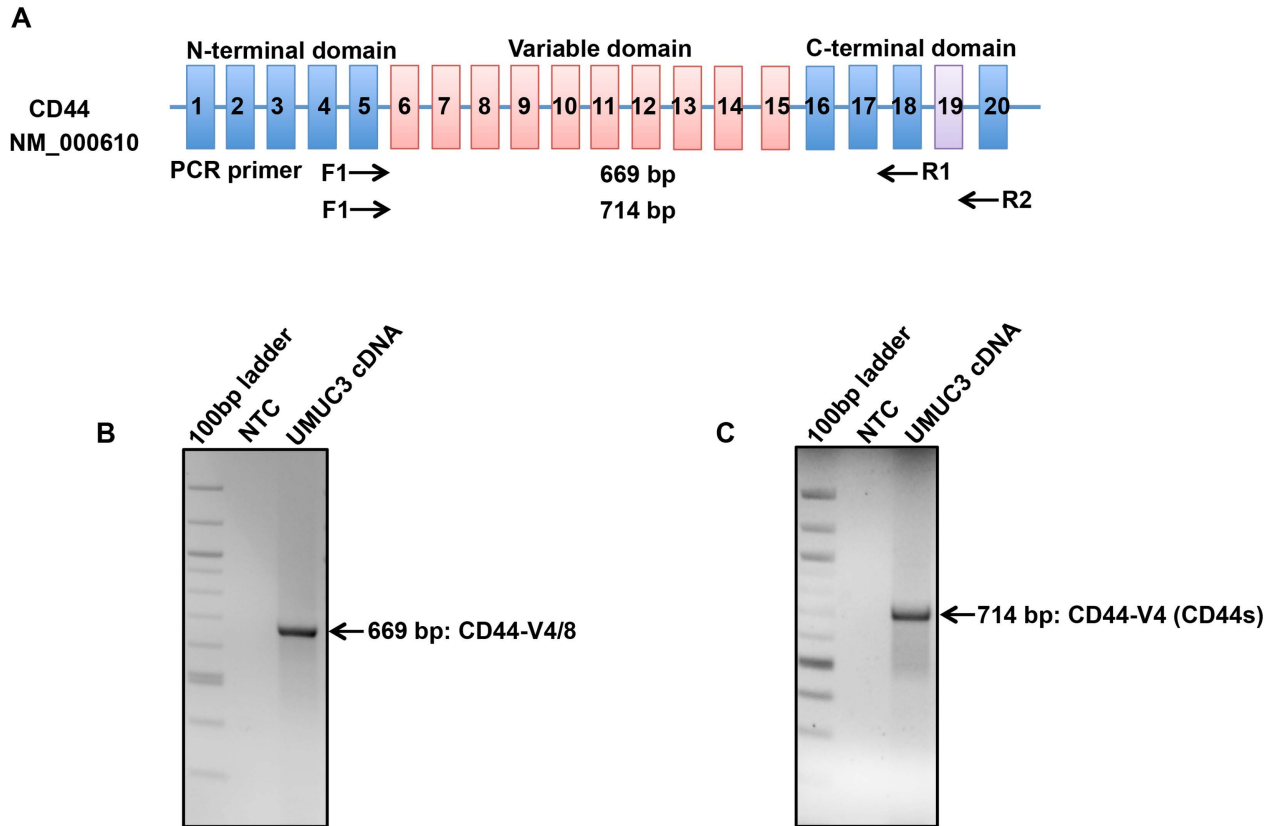 A
N-terminal domain Variable domain C-terminal domain
CD44 1 2 3 4 5 6 7 8 9 10 11 12 13 14 15 16 17 18 19 20
NM_000610
PCR primer F1 669 bp R1
F1 714 bp R2
B
100bp ladder NTC UMUC3 cDNA
669 bp: CD44-V4/8
C
100bp ladder NTC UMUC3 cDNA
714 bp: CD44-V4 (CD44s)